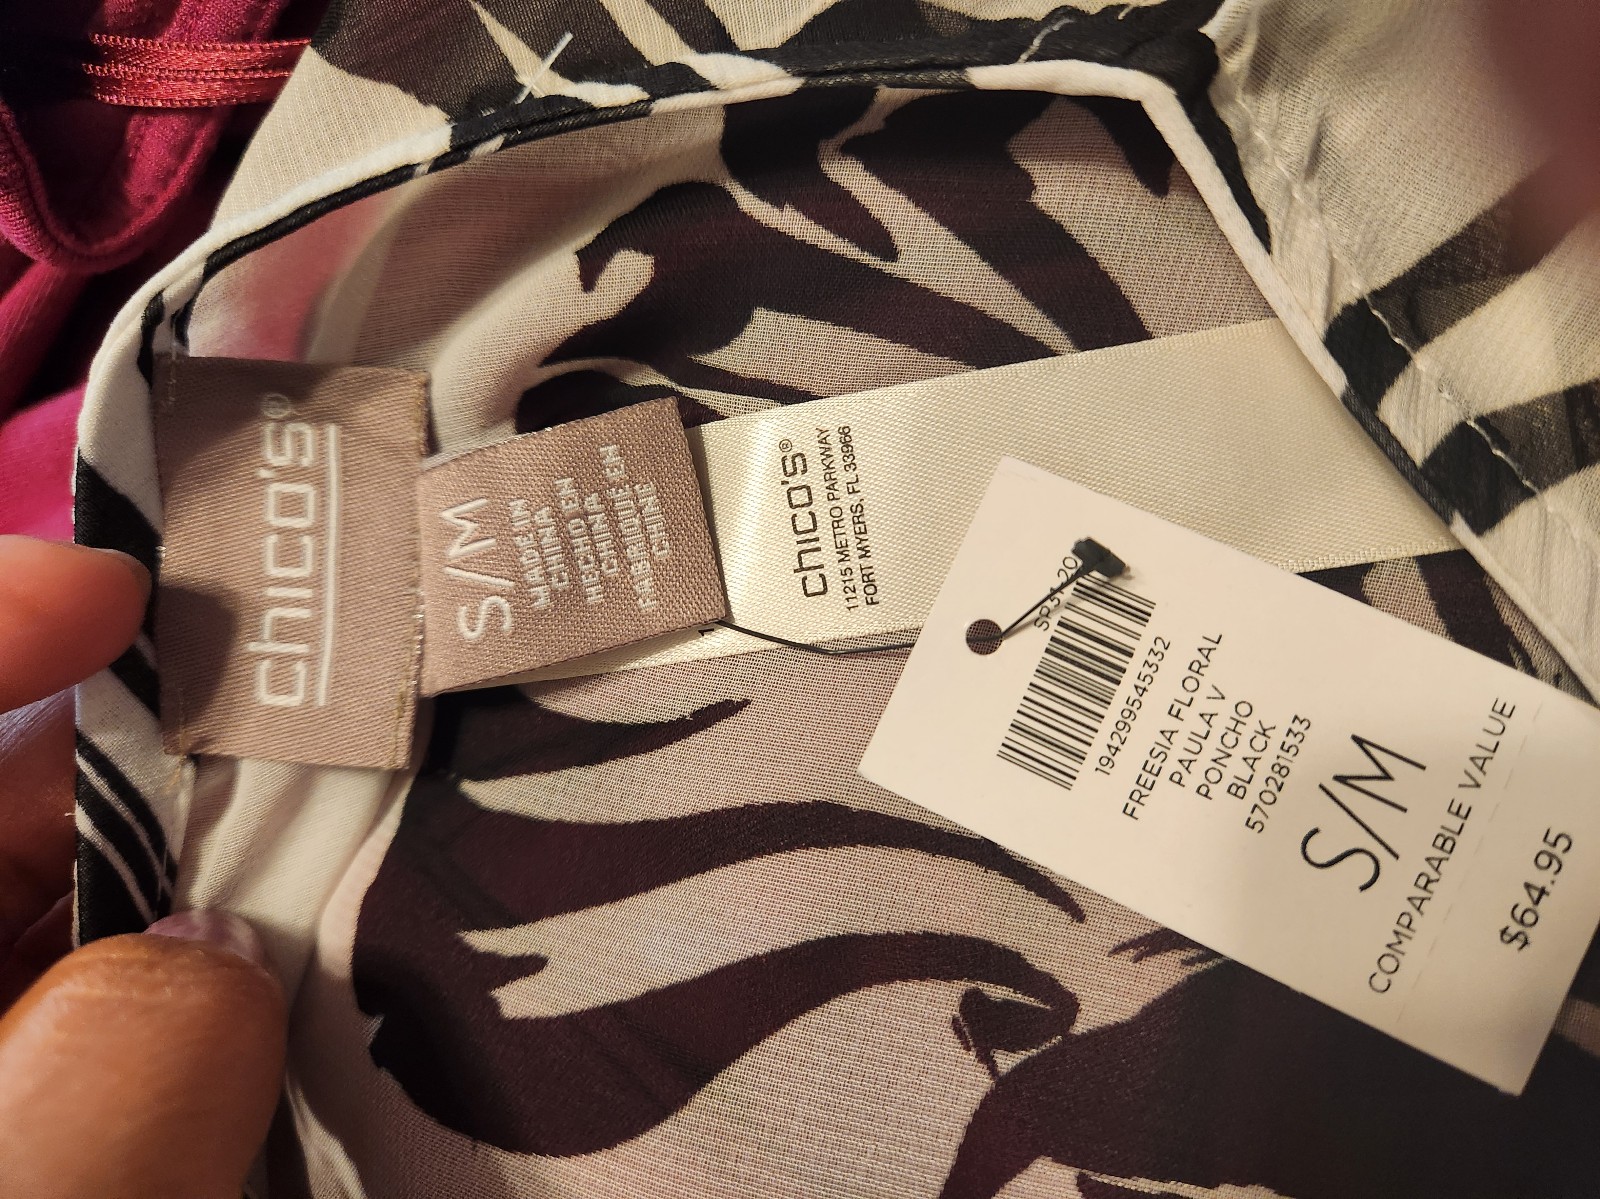 chico's®
S/M
MADE IN
CHINA
HECHO EN
CHINA
FABRIQUE EN
CHINE
chico's®
11215 METRO PARKWAY
FORT MYERS, FL 33966
194299545332
FREESIA FLORAL
PAULA V
PONCHO
BLACK
570281533
S/M
COMPARABLE VALUE
$64.95